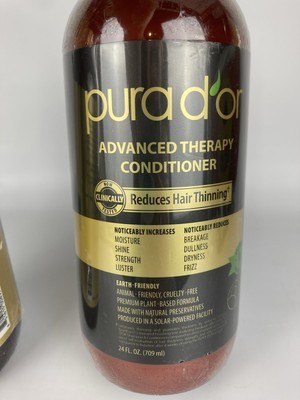 pura d'or
ADVANCED THERAPY
CONDITIONER
NOW
CLINICALLY
TESTED
Reduces Hair Thinning*
NOTICEABLY INCREASES
MOISTURE
SHINE
STRENGTH
LUSTER
NOTICEABLY REDUCES
BREAKAGE
DULLNESS
DRYNESS
FRIZZ
EARTH-FRIENDLY
ANIMAL-FRIENDLY, CRUELTY-FREE
PREMIUM PLANT-BASED FORMULA
MADE WITH NATURAL PRESERVATIVES
PRODUCED IN A SOLAR-POWERED FACILITY
24 FL OZ. (709 ml)